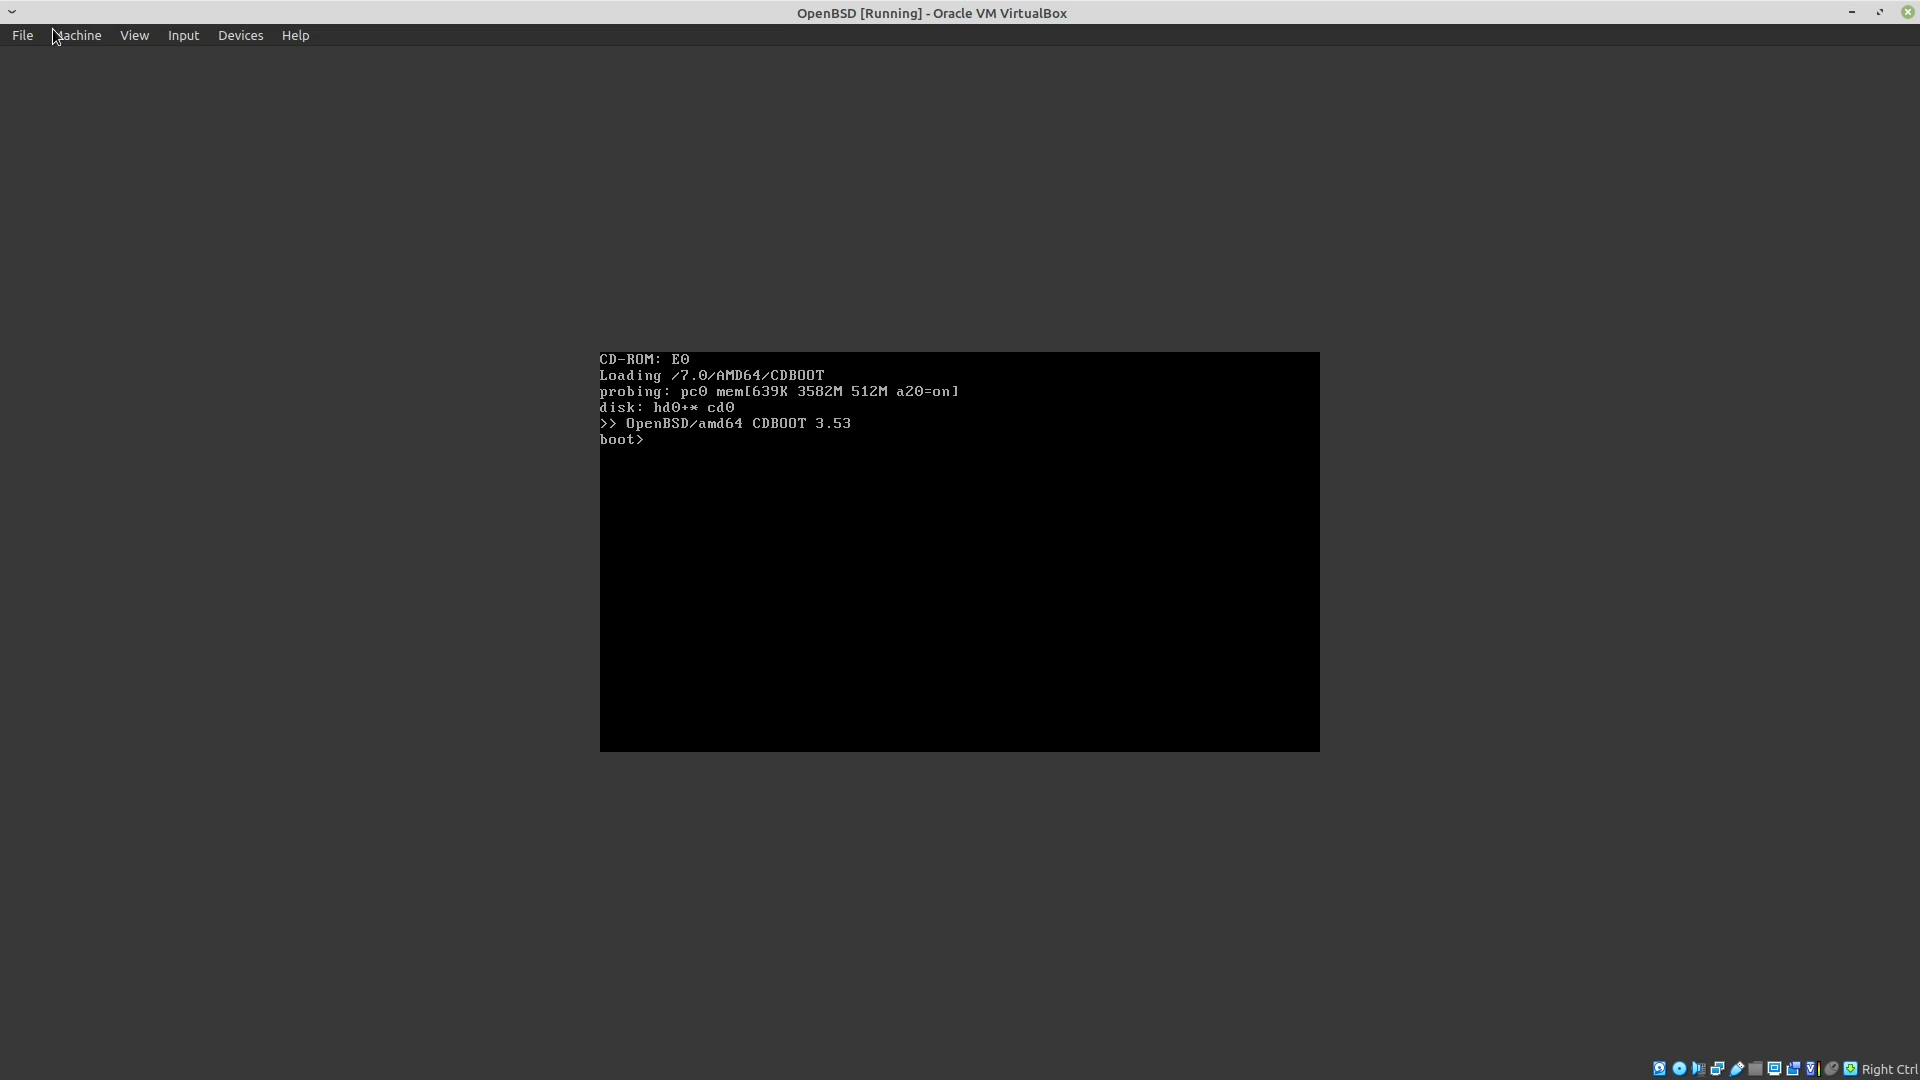 OpenBSD [Running] - Oracle VM VirtualBox
File Machine View Input Devices Help
CD-ROM: E0
Loading /7.0/AMD64/CDBOOT
probing: pc0 mem[639K 3582M 512M a20=on]
disk: hd0+* cd0
>> OpenBSD/amd64 CDBOOT 3.53
boot>
Right Ctrl